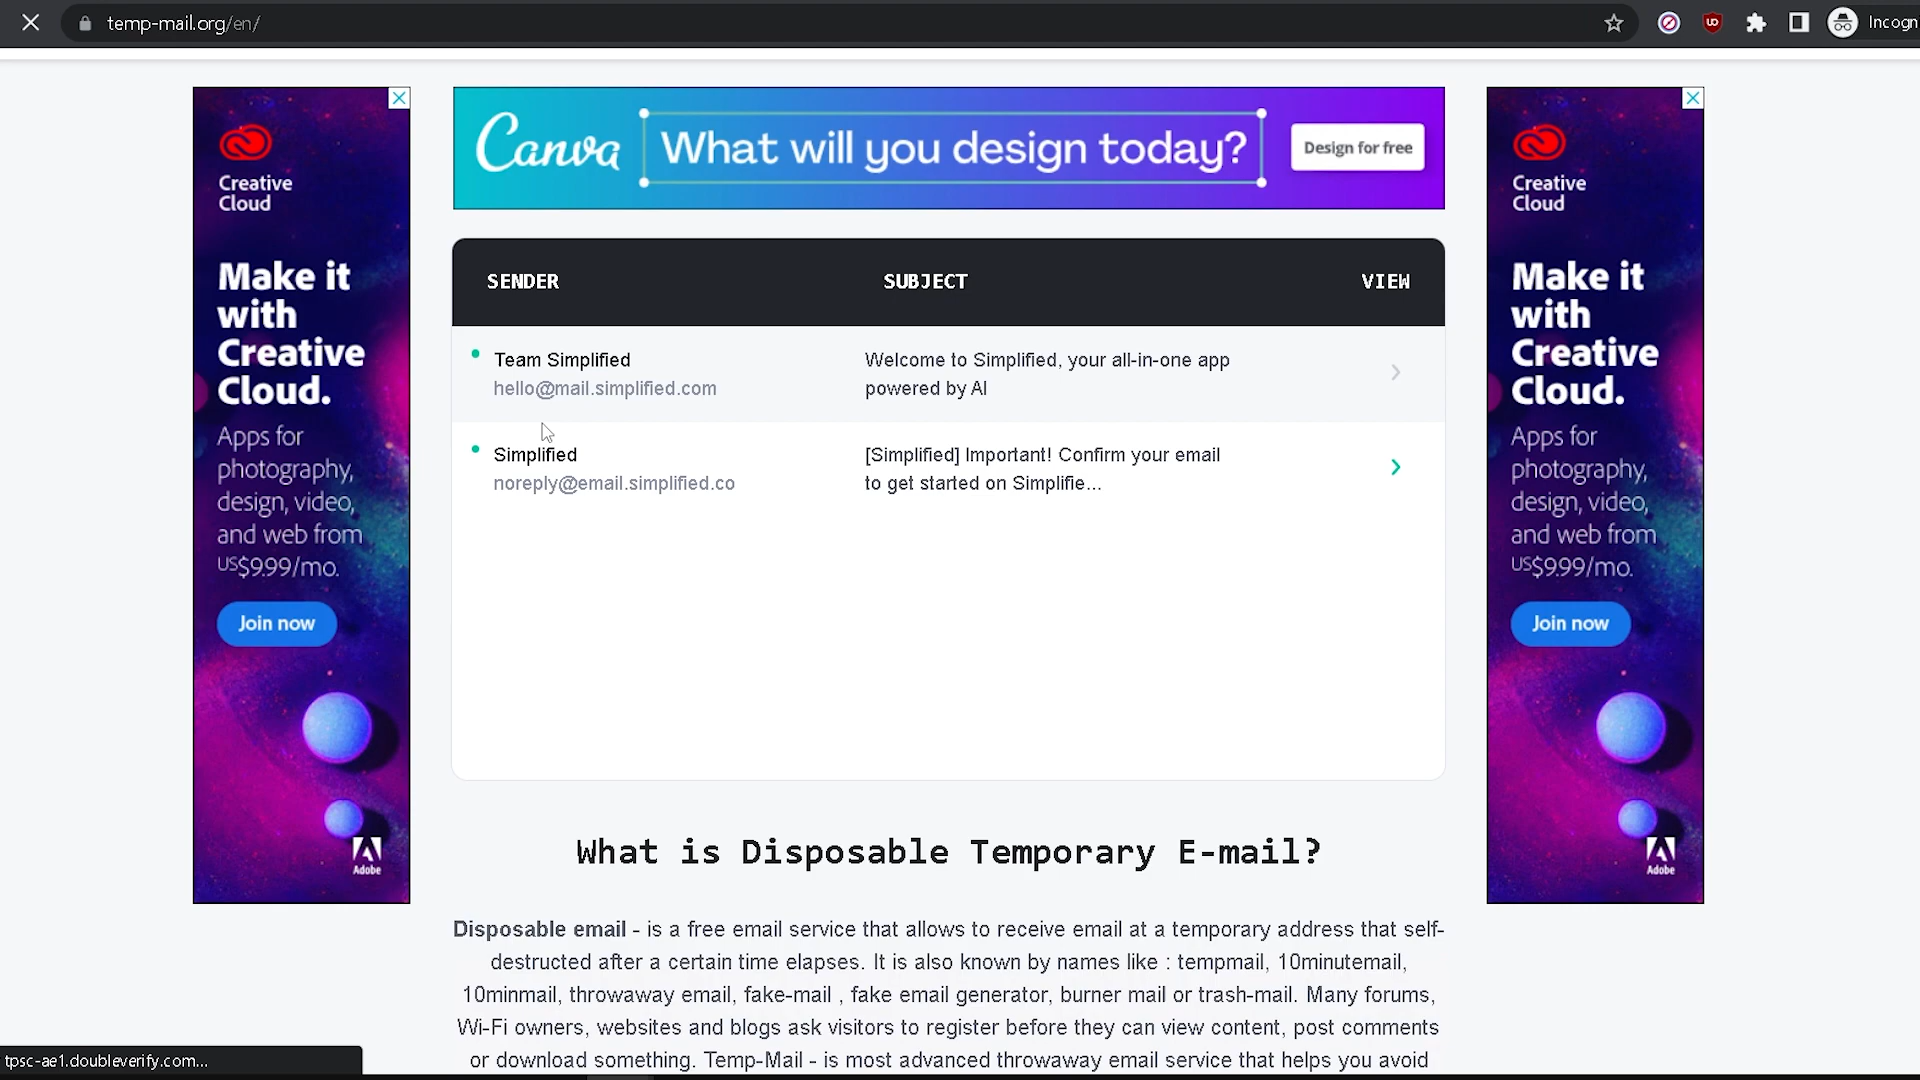 temp-mail.org/en/
Incogn
Canva What will you design today? Design for free
Creative
Cloud
Make it
with
Creative
Cloud.
Apps for
photography,
design, video,
and web from
US$9.99/mo.
Join now
Adobe
SENDER SUBJECT VIEW
Team Simplified
hello@mail.simplified.com
Welcome to Simplified, your all-in-one app
powered by AI
Simplified
noreply@email.simplified.co
[Simplified] Important! Confirm your email
to get started on Simplifie...
Creative
Cloud
Make it
with
Creative
Cloud.
Apps for
photography,
design, video,
and web from
US$9.99/mo.
Join now
Adobe
What is Disposable Temporary E-mail?
Disposable email - is a free email service that allows to receive email at a temporary address that self-
destructed after a certain time elapses. It is also known by names like : tempmail, 10minutemail,
10minmail, throwaway email, fake-mail , fake email generator, burner mail or trash-mail. Many forums,
Wi-Fi owners, websites and blogs ask visitors to register before they can view content, post comments
or download something. Temp-Mail - is most advanced throwaway email service that helps you avoid
tpsc-ae1.doubleverify.com...